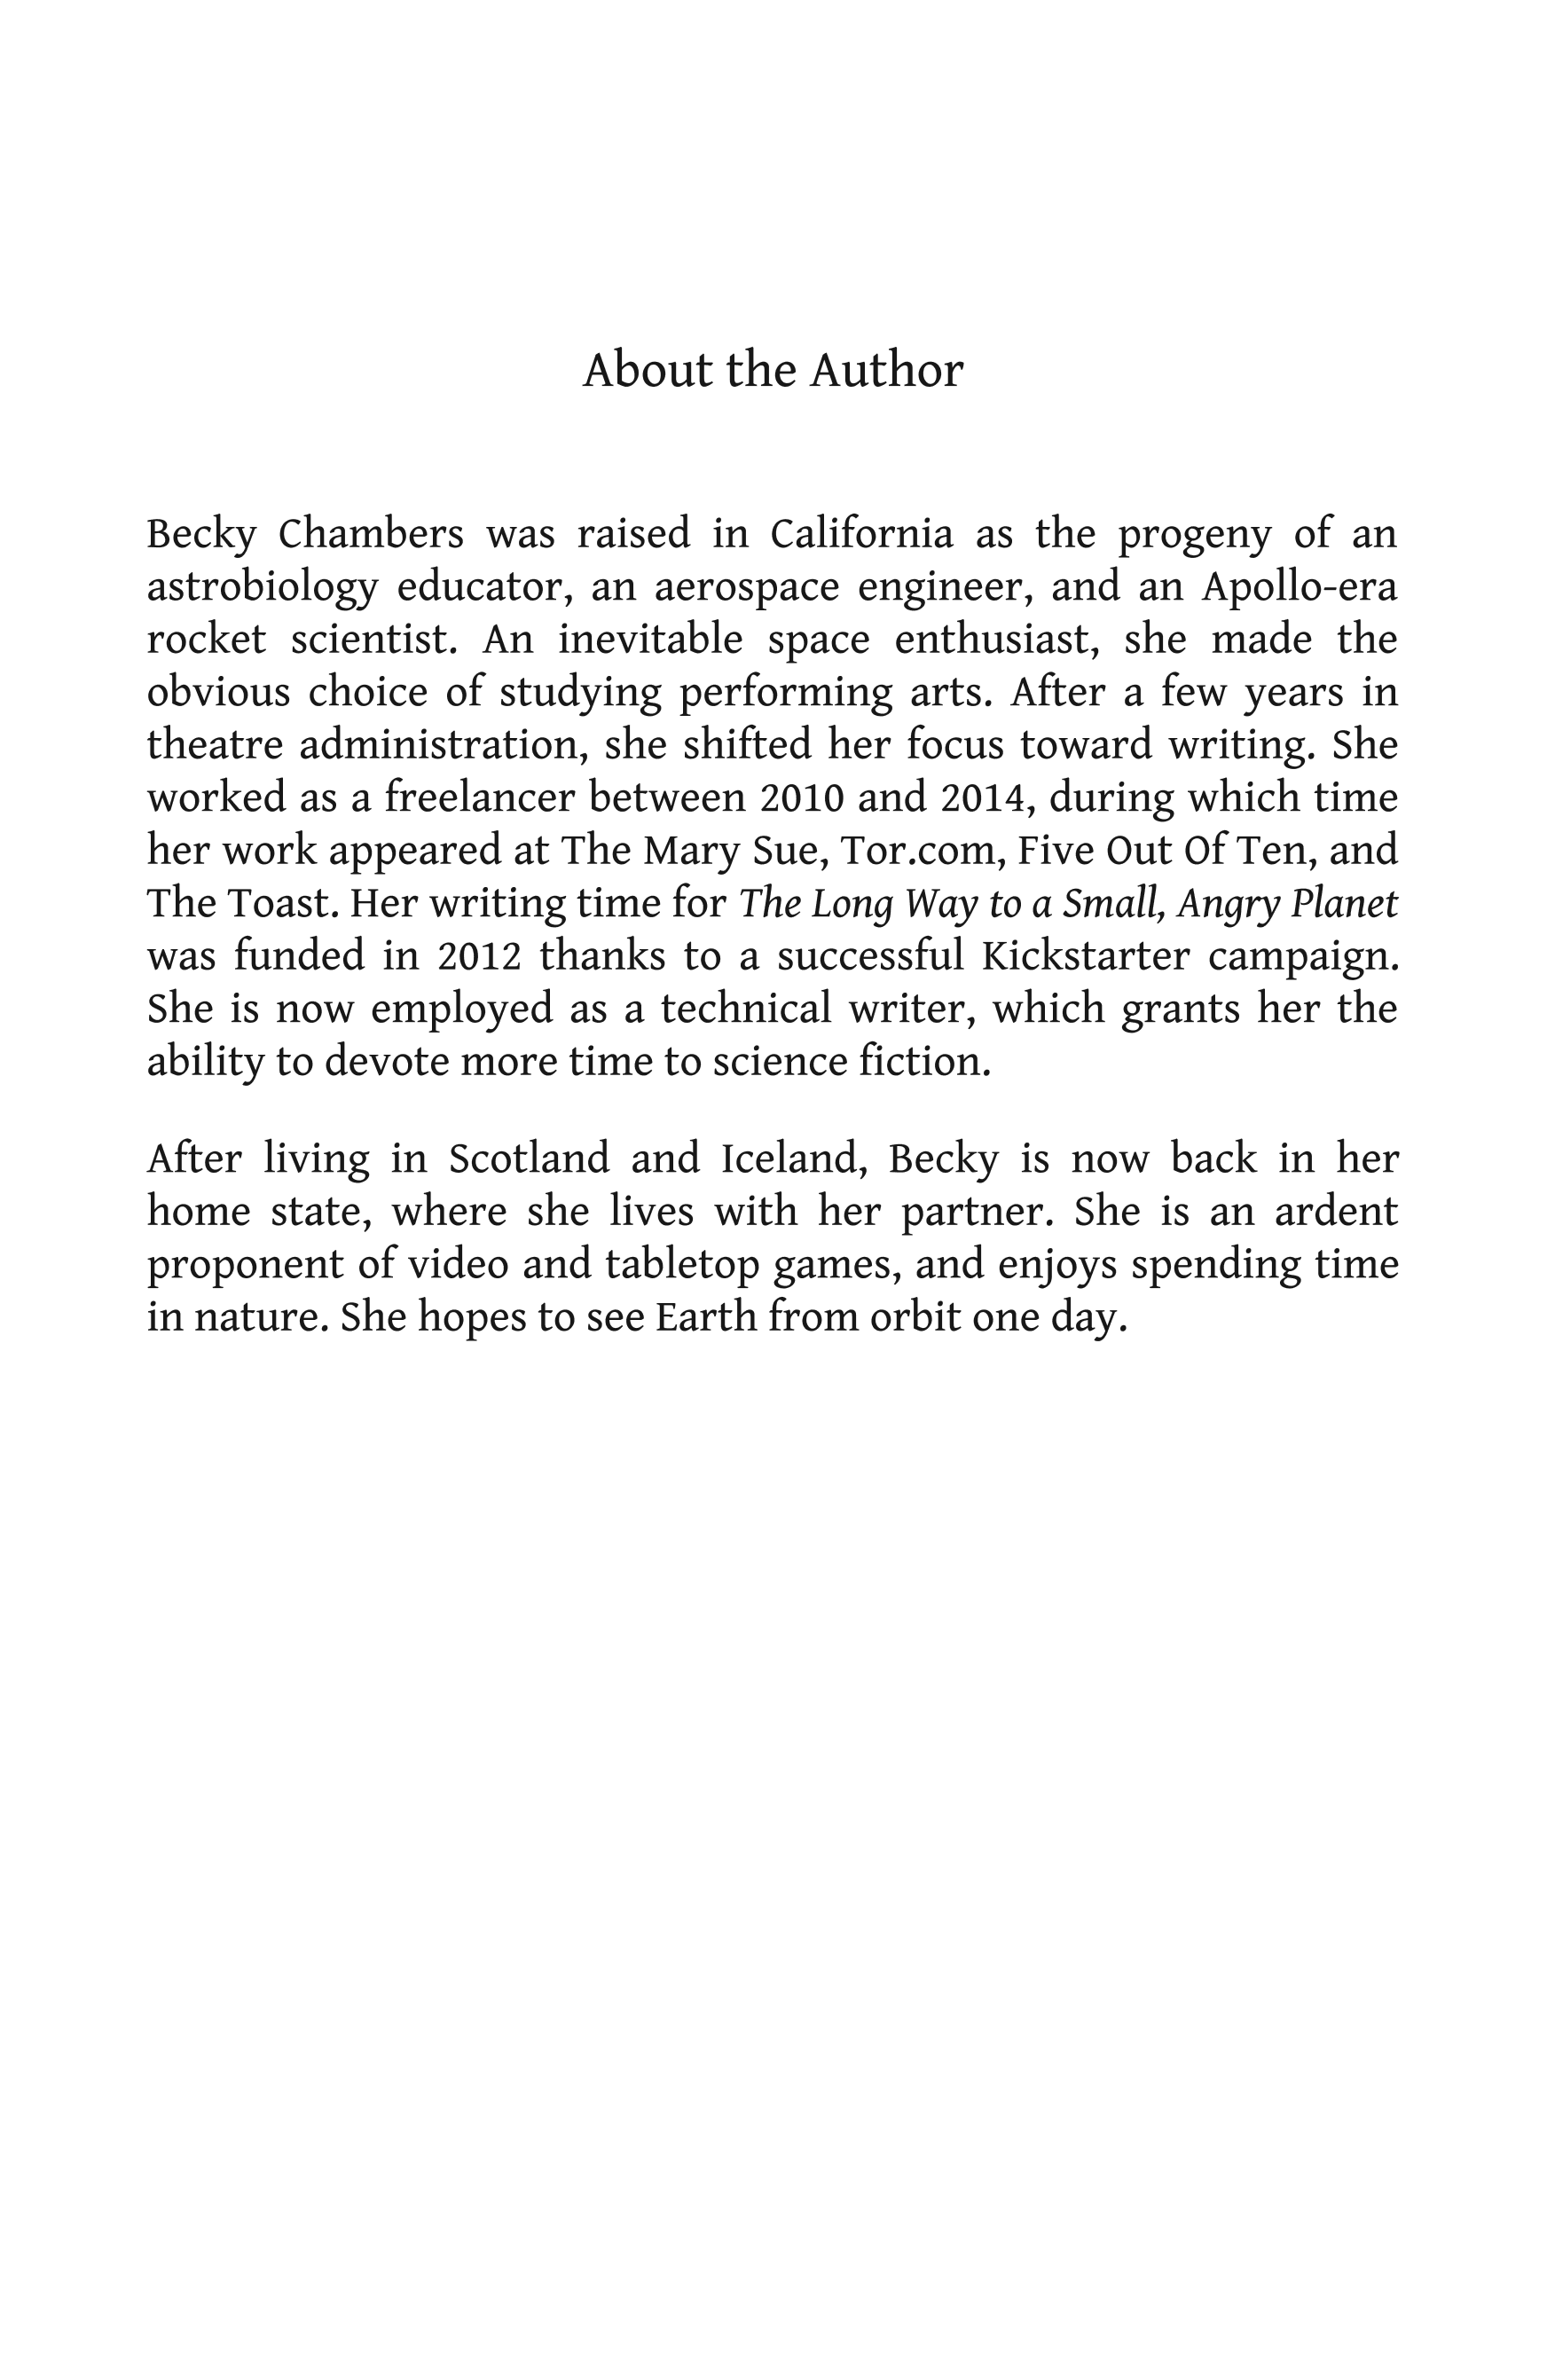 About the Author
Becky Chambers was raised in California as the progeny of an
astrobiology educator, an aerospace engineer, and an Apollo-era
rocket scientist. An inevitable space enthusiast, she made the
obvious choice of studying performing arts. After a few years in
theatre administration, she shifted her focus toward writing. She
worked as a freelancer between 2010 and 2014, during which time
her work appeared at The Mary Sue, Tor.com, Five Out Of Ten, and
The Toast. Her writing time for The Long Way to a Small, Angry Planet
was funded in 2012 thanks to a successful Kickstarter campaign.
She is now employed as a technical writer, which grants her the
ability to devote more time to science fiction.
After living in Scotland and Iceland, Becky is now back in her
home state, where she lives with her partner. She is an ardent
proponent of video and tabletop games, and enjoys spending time
in nature. She hopes to see Earth from orbit one day.